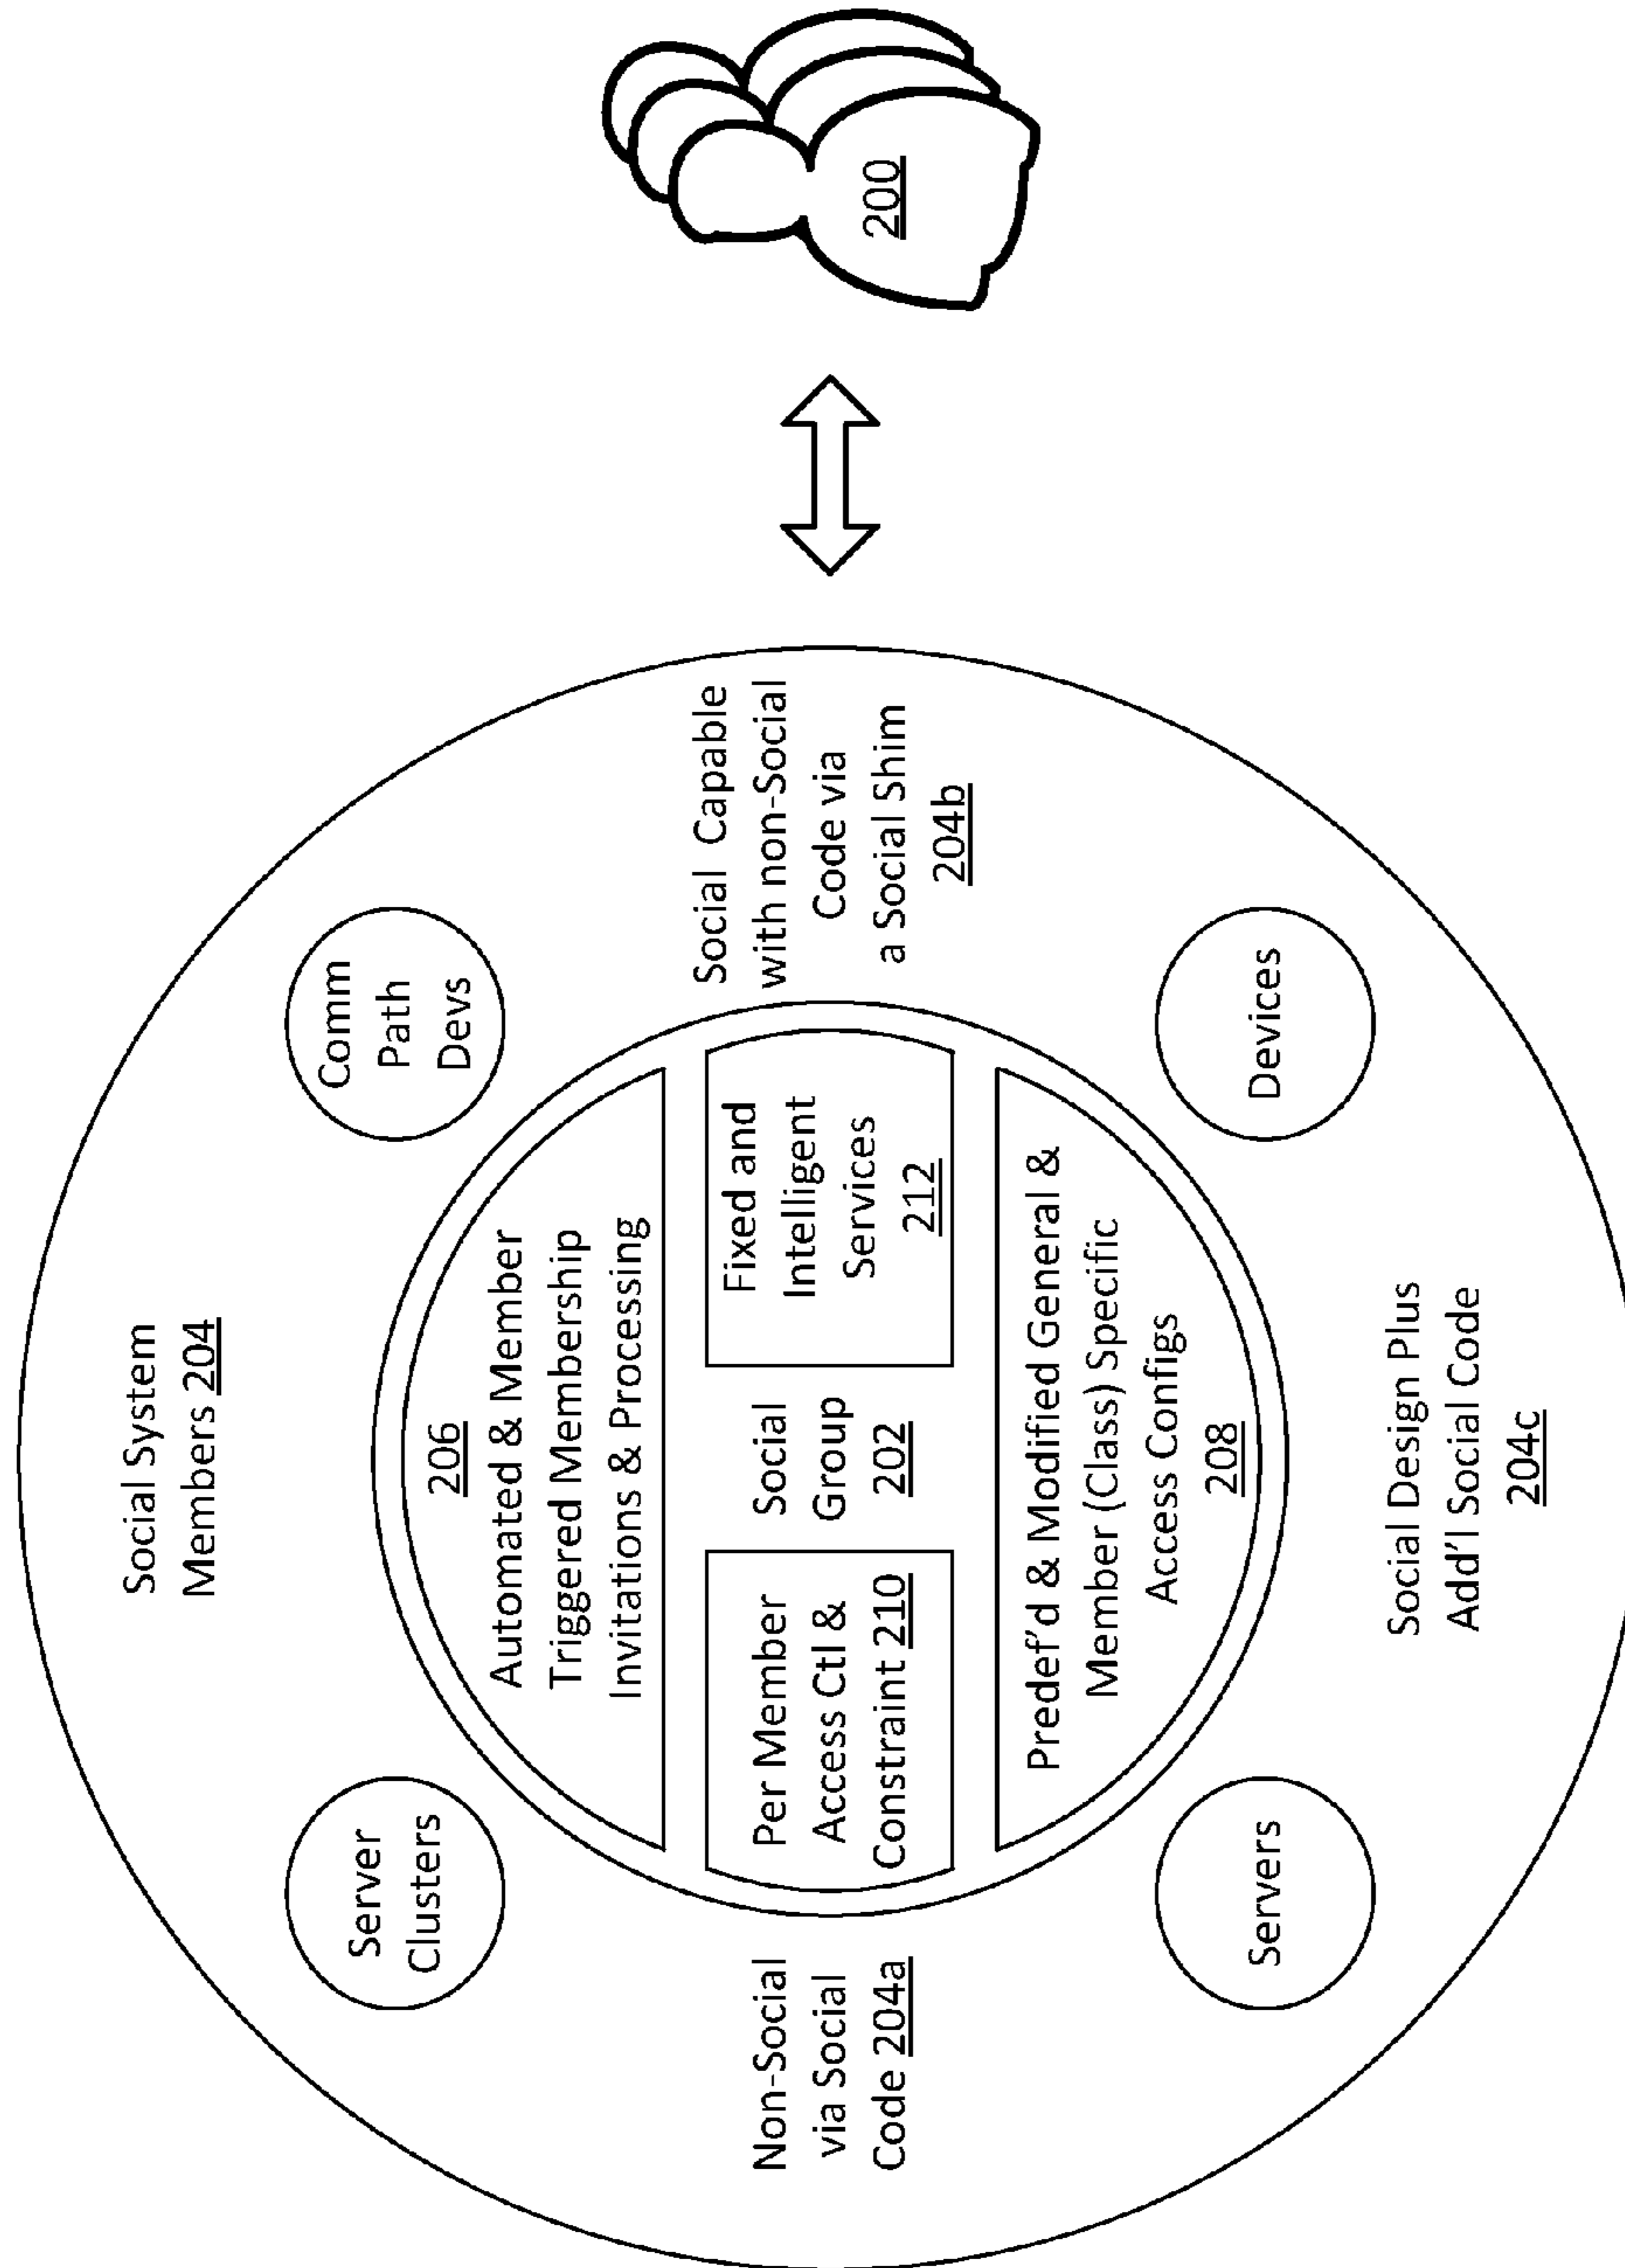 Social System
Members 204
Server
Clusters
Comm
Path
Devs
206
Automated & Member
Triggered Membership
Invitations & Processing
Non-Social
via Social
Code 204a
Per Member
Access Ctl &
Constraint 210
Social
Group
202
Fixed and
Intelligent
Services
212
Social Capable
with non-Social
Code via
a Social Shim
204b
200
Predef'd & Modified General &
Member (Class) Specific
Access Configs
208
Servers
Devices
Social Design Plus
Add'l Social Code
204c